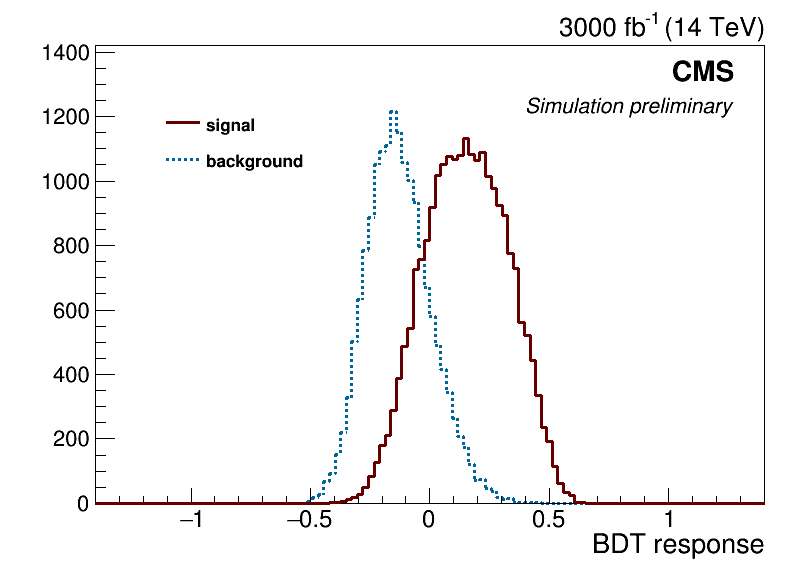 3000 fb⁻¹ (14 TeV)
CMS
Simulation preliminary
signal
background
1400
1200
1000
800
600
400
200
0
−1 −0.5 0 0.5 1
BDT response